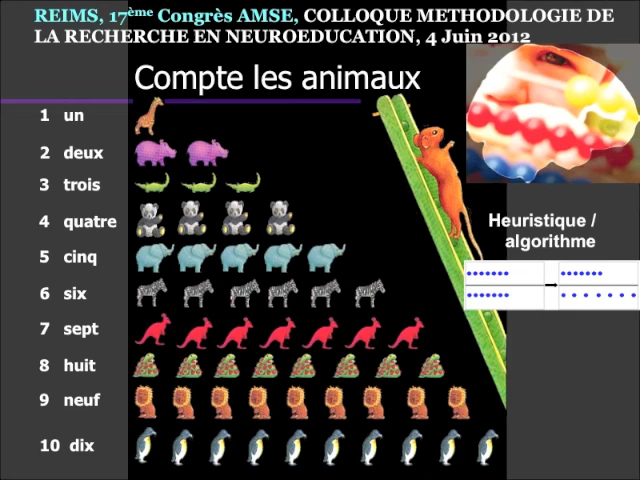 REIMS, 17ème Congrès AMSE, COLLOQUE METHODOLOGIE DE
LA RECHERCHE EN NEUROEDUCATION, 4 Juin 2012
Compte les animaux
1 un
2 deux
3 trois
4 quatre
5 cinq
6 six
7 sept
8 huit
9 neuf
10 dix
Heuristique /
algorithme